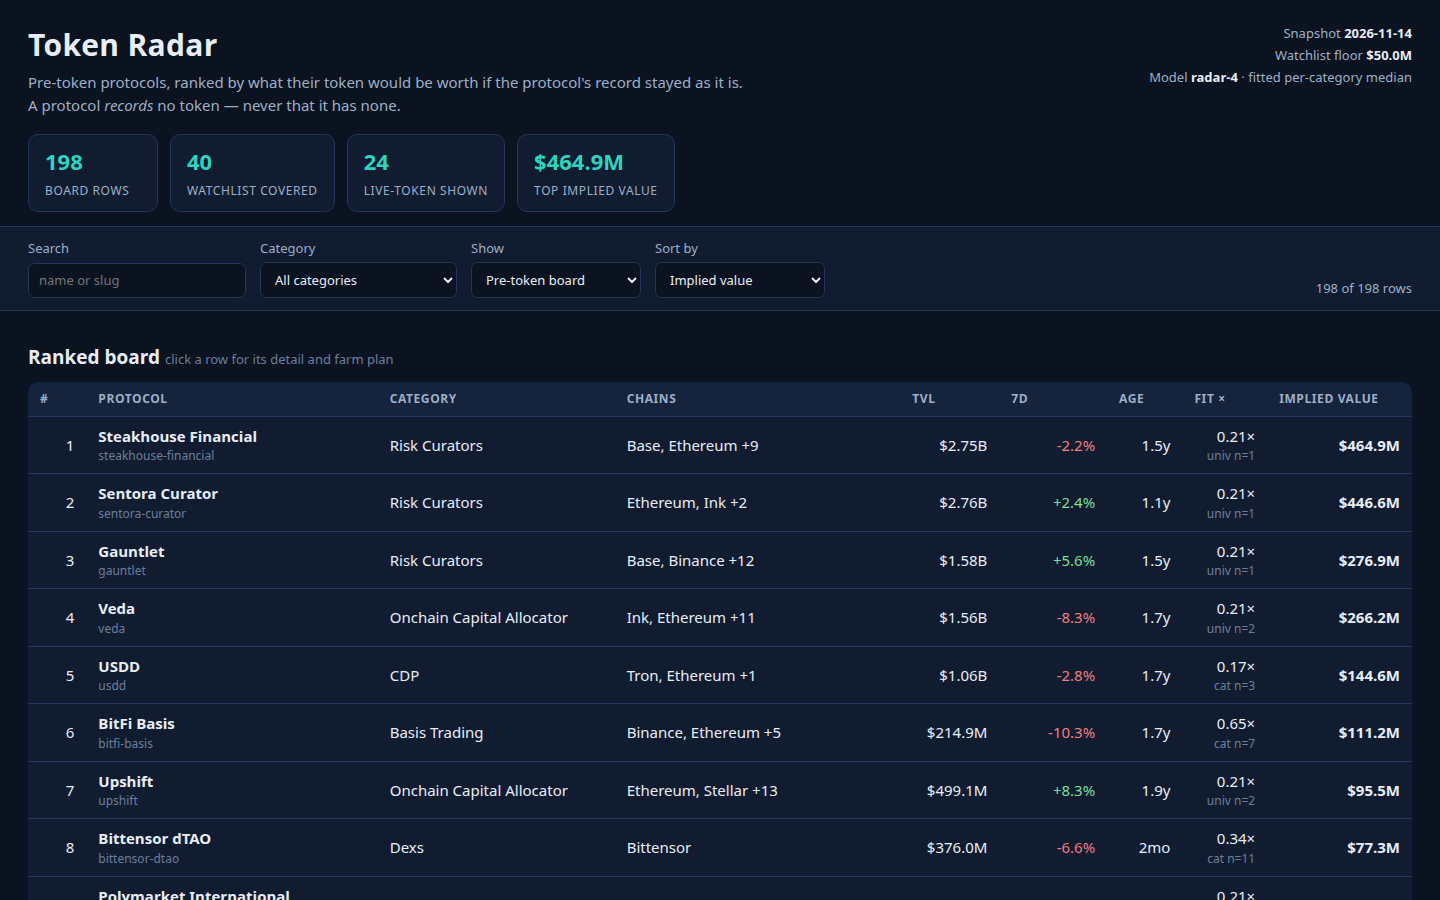 Token Radar
Pre-token protocols, ranked by what their token would be worth if the protocol's record stayed as it is.
A protocol records no token — never that it has none.
Snapshot 2026-11-14
Watchlist floor $50.0M
Model radar-4 · fitted per-category median
198
BOARD ROWS
40
WATCHLIST COVERED
24
LIVE-TOKEN SHOWN
$464.9M
TOP IMPLIED VALUE
Search
name or slug
Category
All categories
Show
Pre-token board
Sort by
Implied value
198 of 198 rows
Ranked board click a row for its detail and farm plan
# PROTOCOL CATEGORY CHAINS TVL 7D AGE FIT × IMPLIED VALUE
1 Steakhouse Financial Risk Curators Base, Ethereum +9 $2.75B -2.2% 1.5y 0.21× $464.9M
steakhouse-financial univ n=1
2 Sentora Curator Risk Curators Ethereum, Ink +2 $2.76B +2.4% 1.1y 0.21× $446.6M
sentora-curator univ n=1
3 Gauntlet Risk Curators Base, Binance +12 $1.58B +5.6% 1.5y 0.21× $276.9M
gauntlet univ n=1
4 Veda Onchain Capital Allocator Ink, Ethereum +11 $1.56B -8.3% 1.7y 0.21× $266.2M
veda univ n=2
5 USDD CDP Tron, Ethereum +1 $1.06B -2.8% 1.7y 0.17× $144.6M
usdd cat n=3
6 BitFi Basis Basis Trading Binance, Ethereum +5 $214.9M -10.3% 1.7y 0.65× $111.2M
bitfi-basis cat n=7
7 Upshift Onchain Capital Allocator Ethereum, Stellar +13 $499.1M +8.3% 1.9y 0.21× $95.5M
upshift univ n=2
8 Bittensor dTAO Dexs Bittensor $376.0M -6.6% 2mo 0.34× $77.3M
bittensor-dtao cat n=11
Polymarket International 0.21×